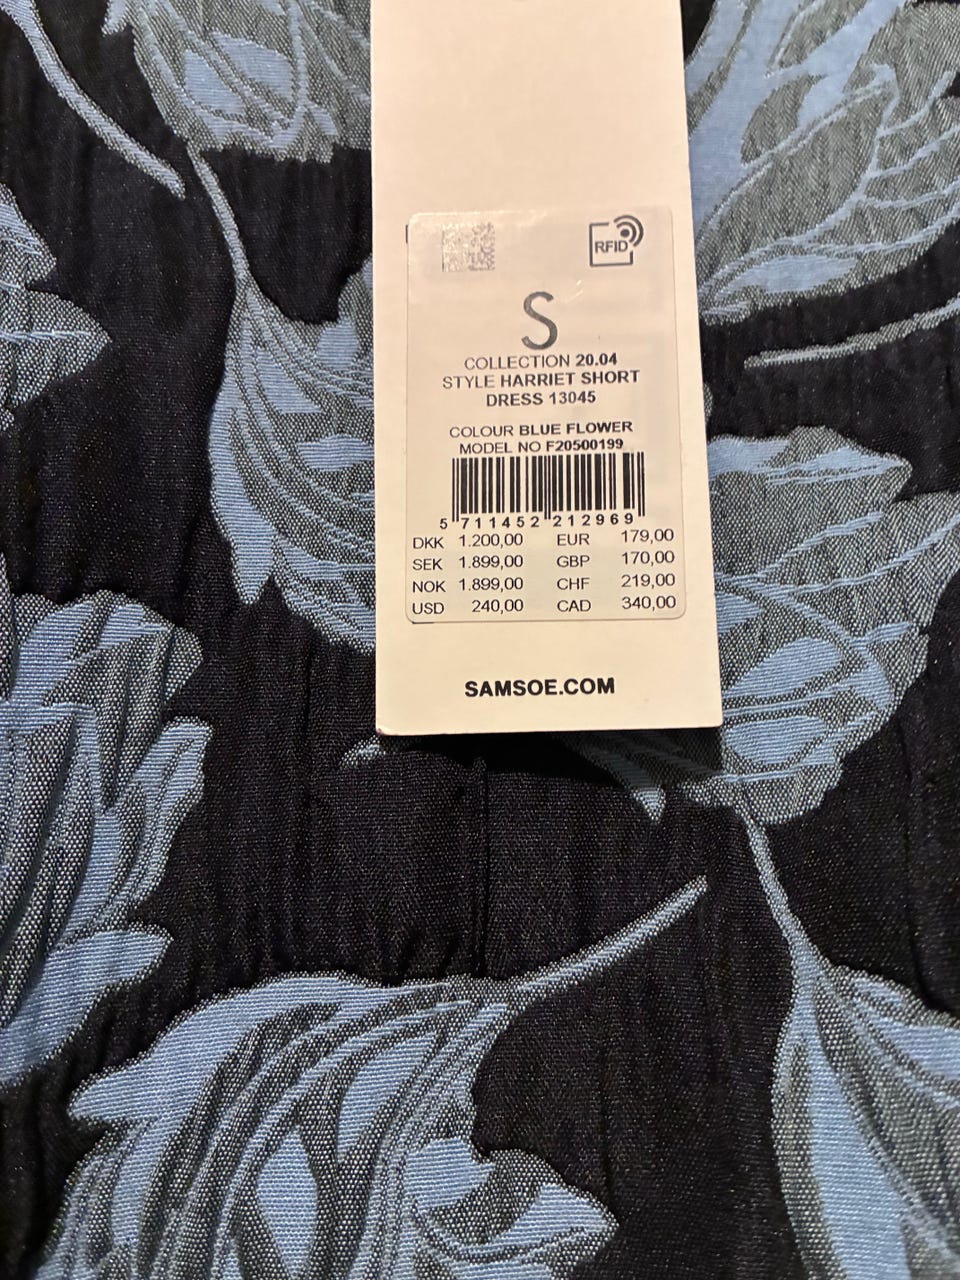 RFID
S
COLLECTION 20.04
STYLE HARRIET SHORT
DRESS 13045
COLOUR BLUE FLOWER
MODEL NO F20500199
5 711452 212969
DKK 1.200,00 EUR 179,00
SEK 1.899,00 GBP 170,00
NOK 1.899,00 CHF 219,00
USD 240,00 CAD 340,00
SAMSOE.COM